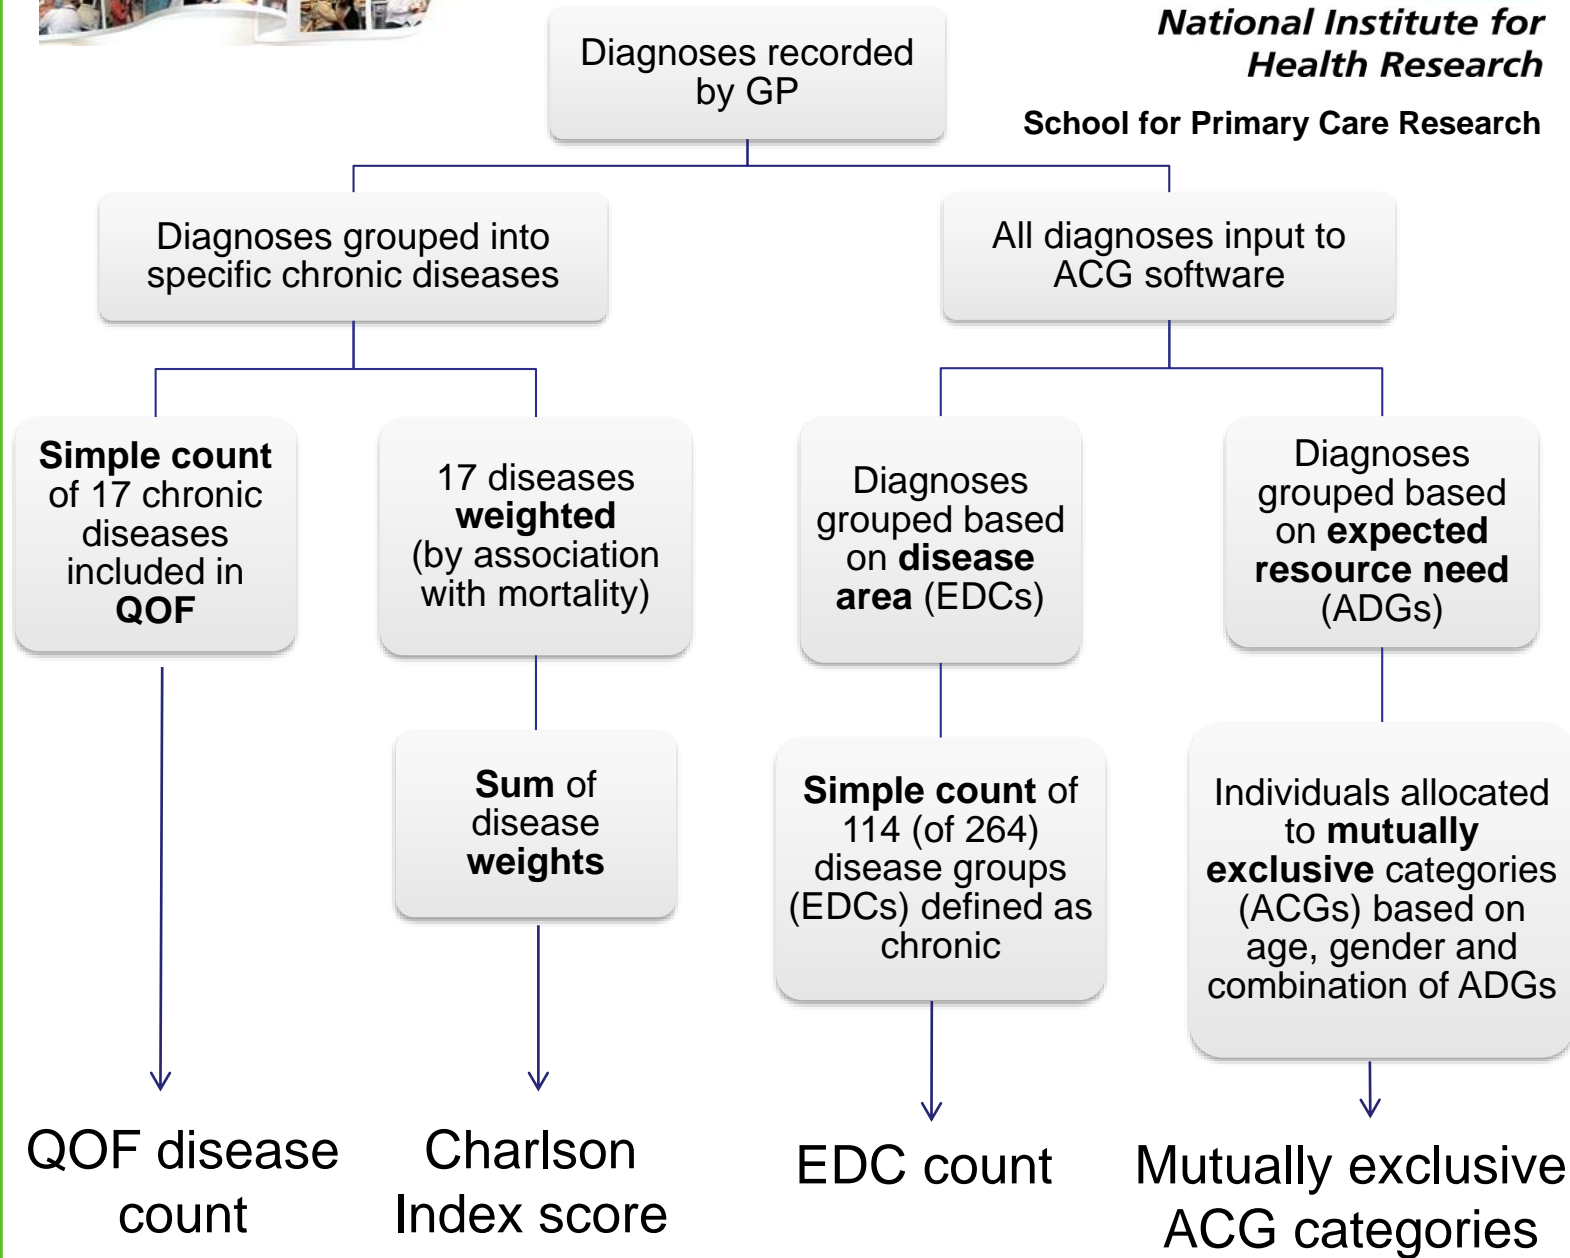 National Institute for
Health Research
School for Primary Care Research
Diagnoses recorded
by GP
Diagnoses grouped into
specific chronic diseases
All diagnoses input to
ACG software
Simple count
of 17 chronic
diseases
included in
QOF
17 diseases
weighted
(by association
with mortality)
Diagnoses
grouped based
on disease
area (EDCs)
Diagnoses
grouped based
on expected
resource need
(ADGs)
Sum of
disease
weights
Simple count of
114 (of 264)
disease groups
(EDCs) defined as
chronic
Individuals allocated
to mutually
exclusive categories
(ACGs) based on
age, gender and
combination of ADGs
QOF disease
count
Charlson
Index score
EDC count
Mutually exclusive
ACG categories